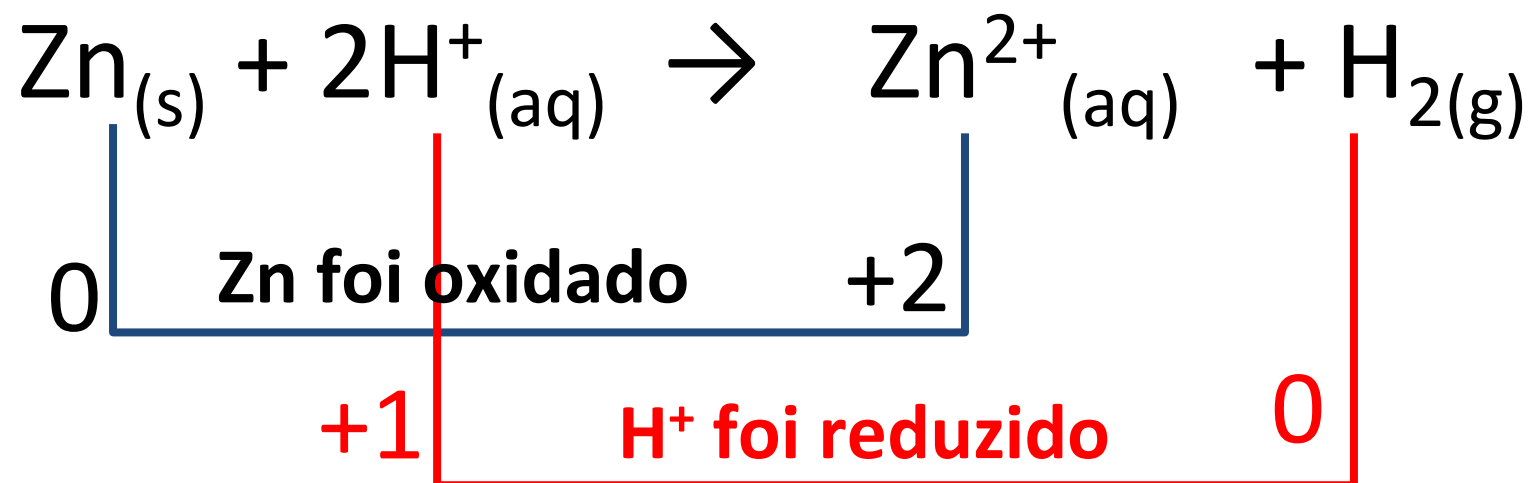 Zn(s) + 2H⁺(aq) → Zn²⁺(aq) + H₂(g)
0 Zn foi oxidado +2
+1 H⁺ foi reduzido 0